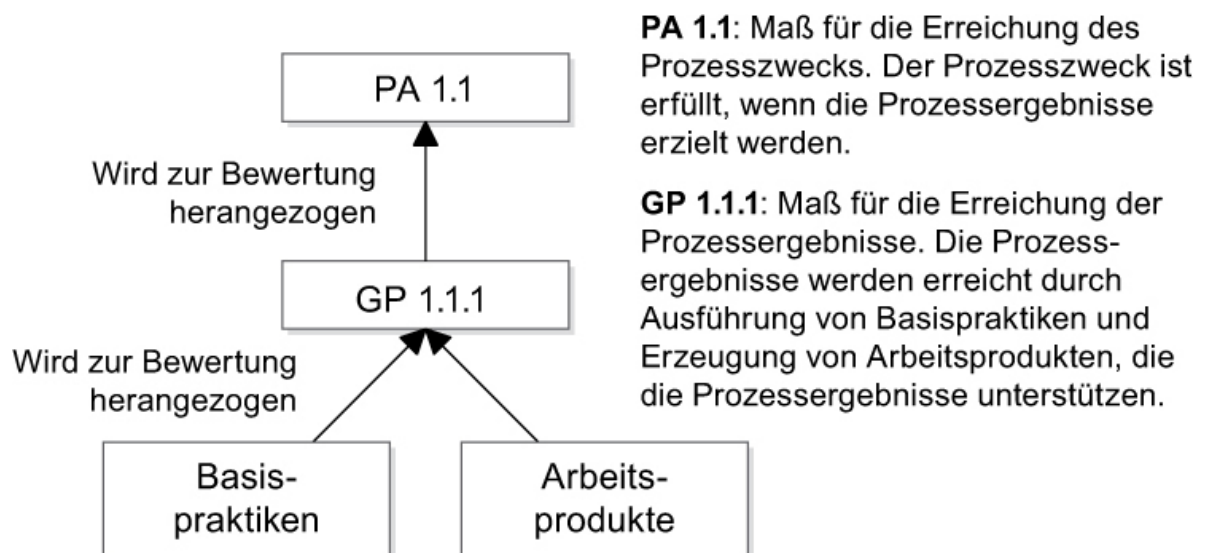 PA 1.1
Wird zur Bewertung
herangezogen
GP 1.1.1
Wird zur Bewertung
herangezogen
Basis-
praktiken
Arbeits-
produkte
PA 1.1: Maß für die Erreichung des
Prozesszwecks. Der Prozesszweck ist
erfüllt, wenn die Prozessergebnisse
erzielt werden.
GP 1.1.1: Maß für die Erreichung der
Prozessergebnisse. Die Prozess-
ergebnisse werden erreicht durch
Ausführung von Basispraktiken und
Erzeugung von Arbeitsprodukten, die
die Prozessergebnisse unterstützen.